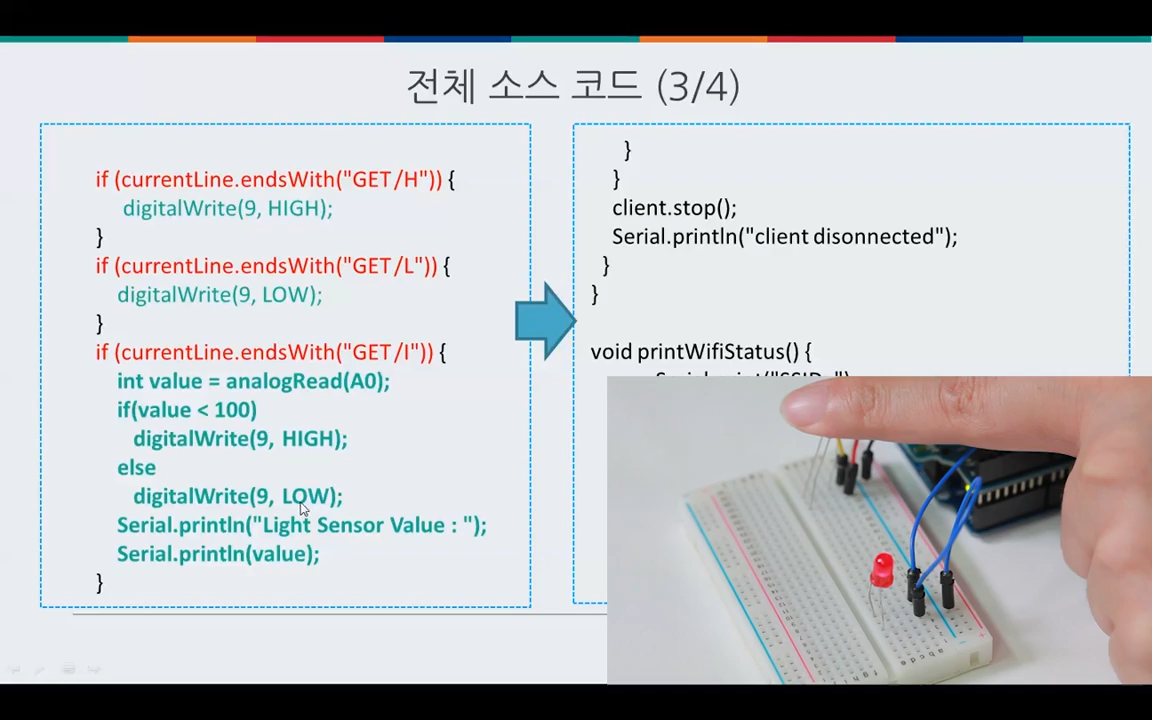 전체 소스 코드 (3/4)
if (currentLine.endsWith("GET /H")) {
digitalWrite(9, HIGH);
}
if (currentLine.endsWith("GET /L")) {
digitalWrite(9, LOW);
}
if (currentLine.endsWith("GET /I")) {
int value = analogRead(A0);
if(value < 100)
digitalWrite(9, HIGH);
else
digitalWrite(9, LOW);
Serial.println("Light Sensor Value : ");
Serial.println(value);
}
}
}
client.stop();
Serial.println("client disonnected");
}
}
void printWifiStatus() {